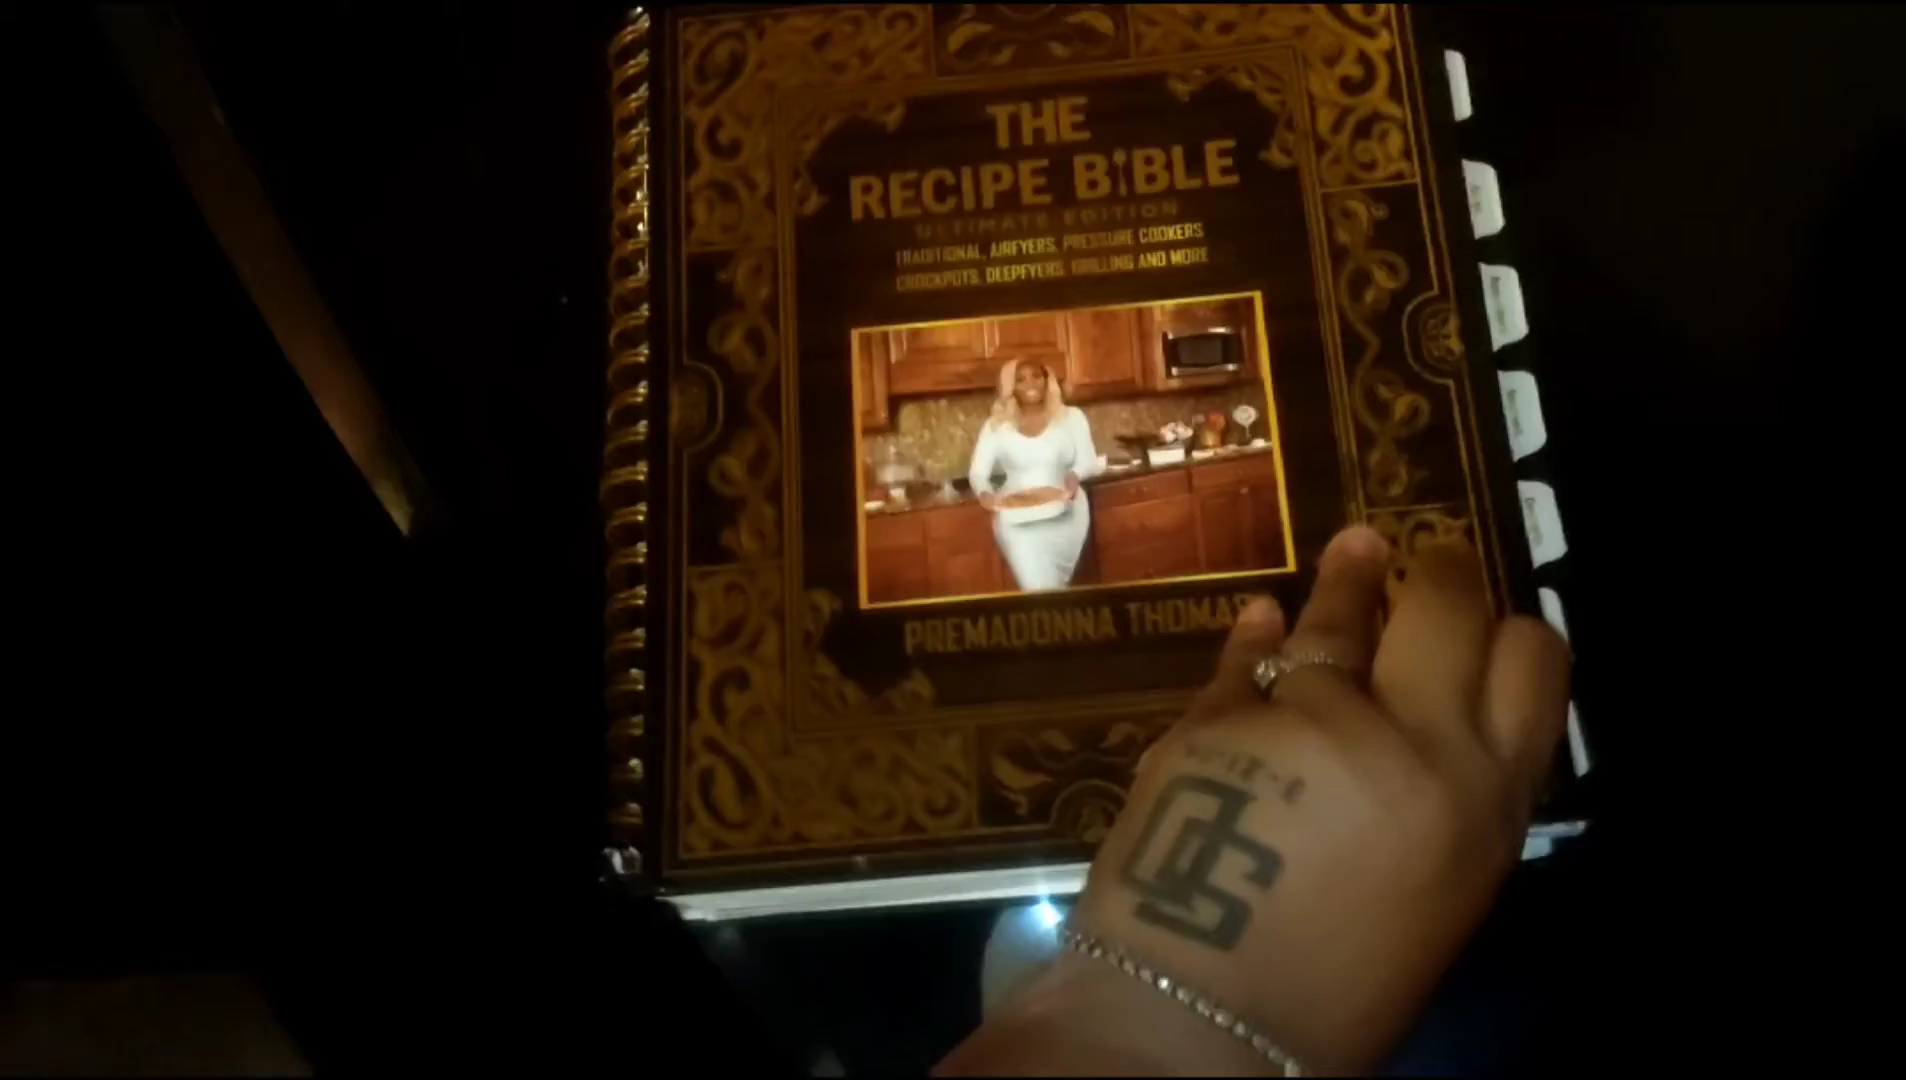 THE
RECIPE BIBLE
ULTIMATE EDITION
TRADITIONAL, AIRFYERS, PRESSURE COOKERS
CROCKPOTS, DEEPFYERS, GRILLING AND MORE
PREMADONNA THOMAS